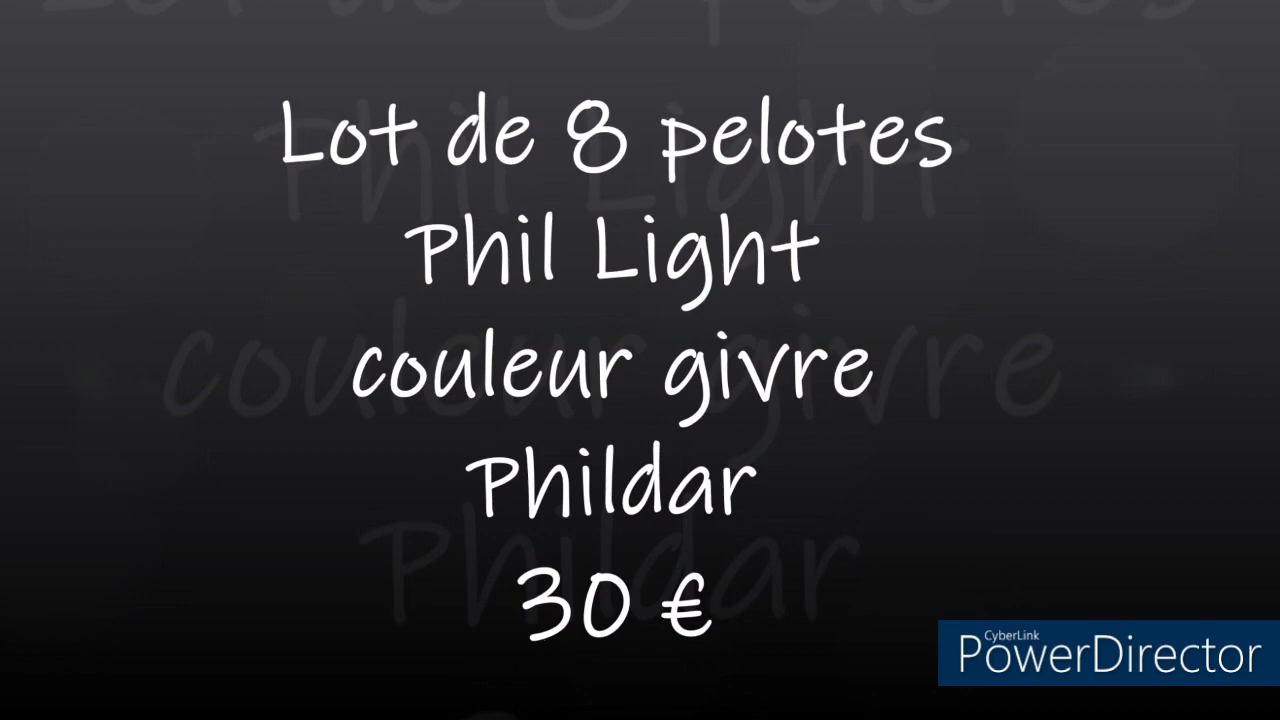 Lot de 8 pelotes
Phil Light
couleur givre
Phildar
30 €
CyberLink
PowerDirector